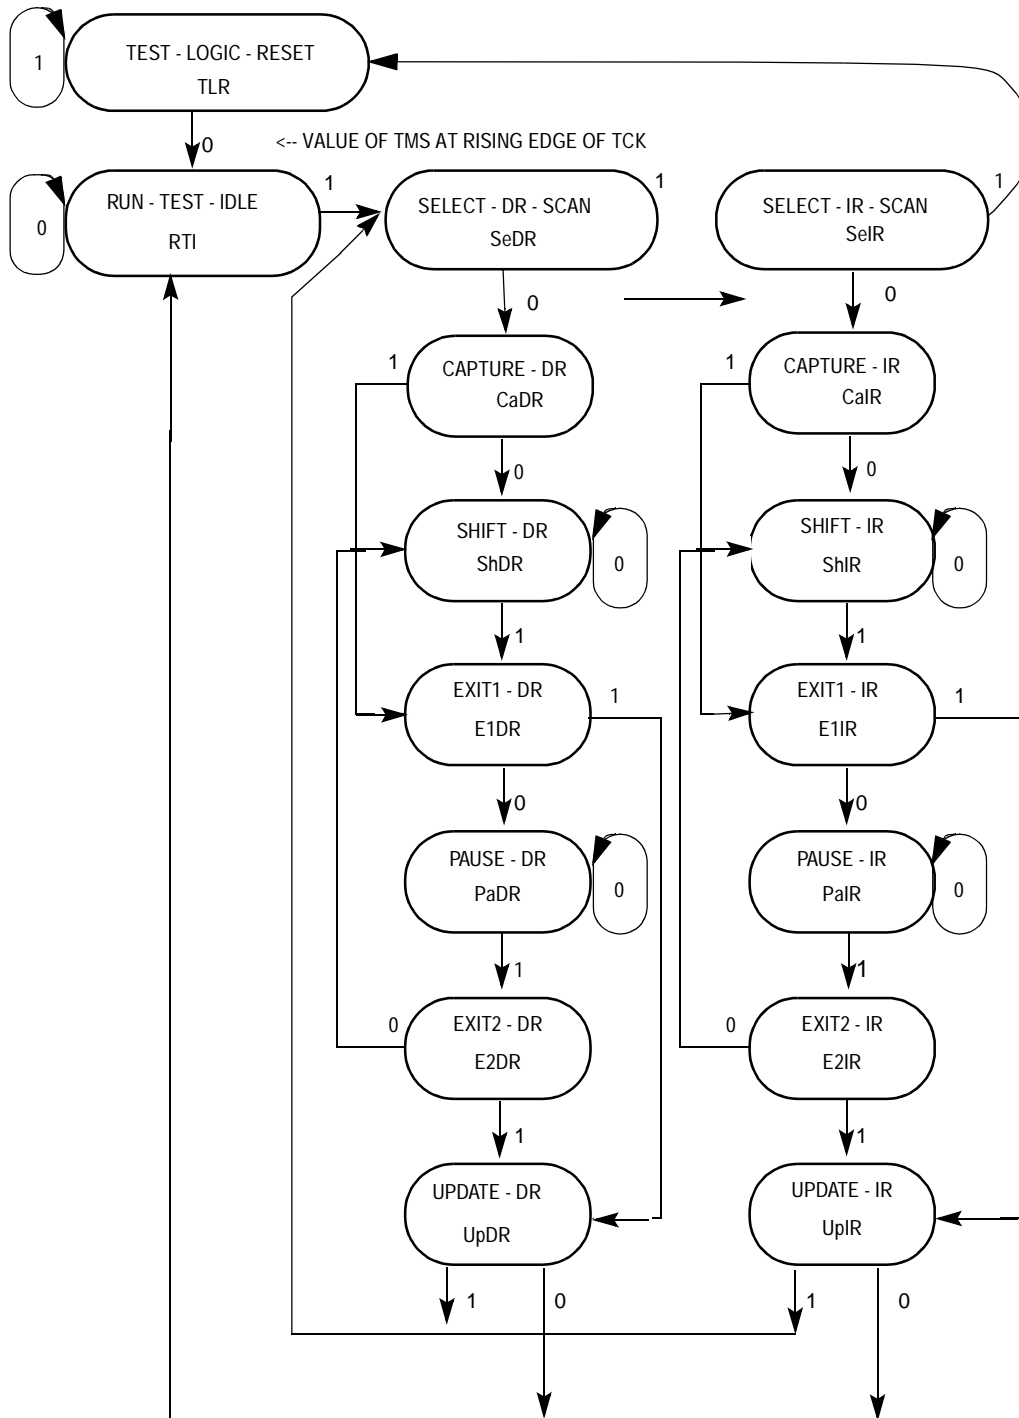 TEST - LOGIC - RESET
TLR
1
0
<-- VALUE OF TMS AT RISING EDGE OF TCK
RUN - TEST - IDLE
RTI
0
1
SELECT - DR - SCAN
SeDR
1
SELECT - IR - SCAN
SeIR
1
0
0
1
CAPTURE - DR
CaDR
1
CAPTURE - IR
CaIR
0
0
SHIFT - DR
ShDR
0
SHIFT - IR
ShIR
0
1
1
EXIT1 - DR
E1DR
1
EXIT1 - IR
E1IR
1
0
0
PAUSE - DR
PaDR
0
PAUSE - IR
PaIR
0
1
1
0
EXIT2 - DR
E2DR
0
EXIT2 - IR
E2IR
1
1
UPDATE - DR
UpDR
UPDATE - IR
UpIR
1
0
1
0